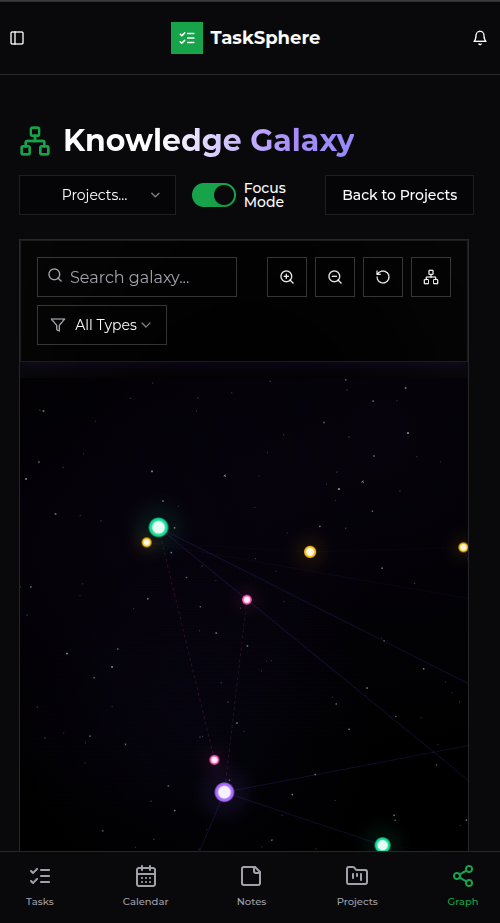 TaskSphere
Knowledge Galaxy
Projects...
Focus
Mode
Back to Projects
Search galaxy...
All Types
Tasks
Calendar
Notes
Projects
Graph